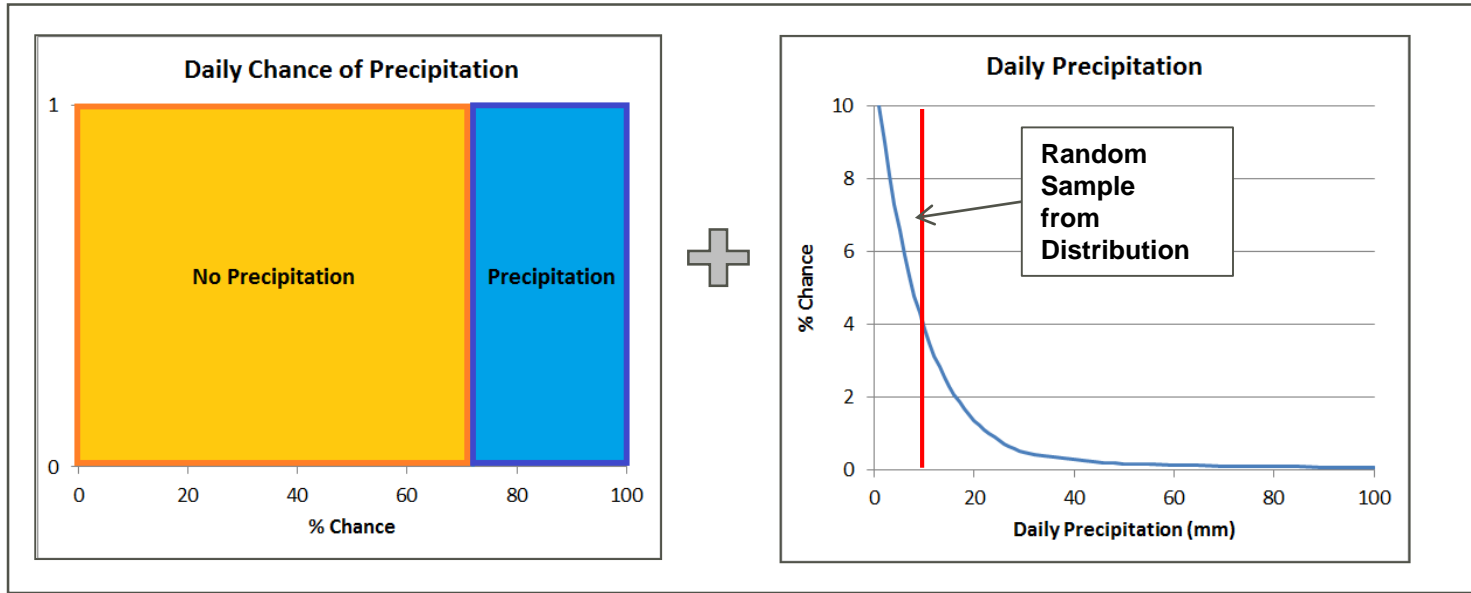 Daily Chance of Precipitation
1
No Precipitation
Precipitation
0
0 20 40 60 80 100
% Chance
Daily Precipitation
10
8
6
4
2
0
% Chance
Random
Sample
from
Distribution
0 20 40 60 80 100
Daily Precipitation (mm)